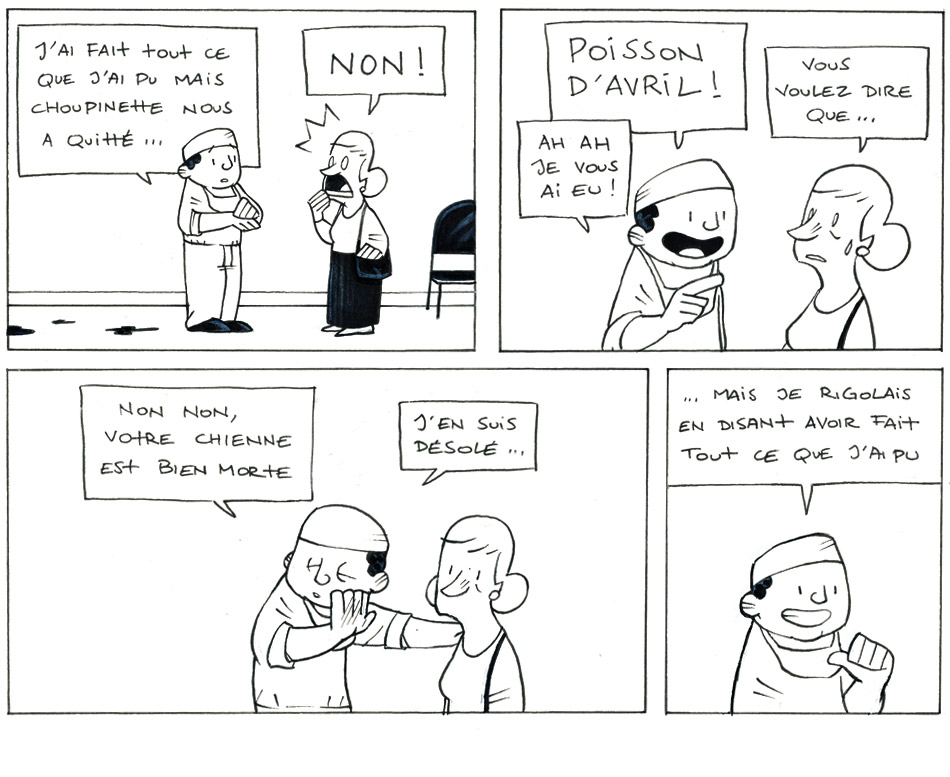 J'AI FAIT TOUT CE
QUE J'AI PU MAIS
CHOUPINETTE NOUS
A QUITTÉ ...
NON !
POISSON
D'AVRIL !
AH AH
JE VOUS
AI EU !
VOUS
VOULEZ DIRE
QUE ...
NON NON,
VOTRE CHIENNE
EST BIEN MORTE
J'EN SUIS
DÉSOLÉ ...
... MAIS JE RIGOLAIS
EN DISANT AVOIR FAIT
TOUT CE QUE J'AI PU